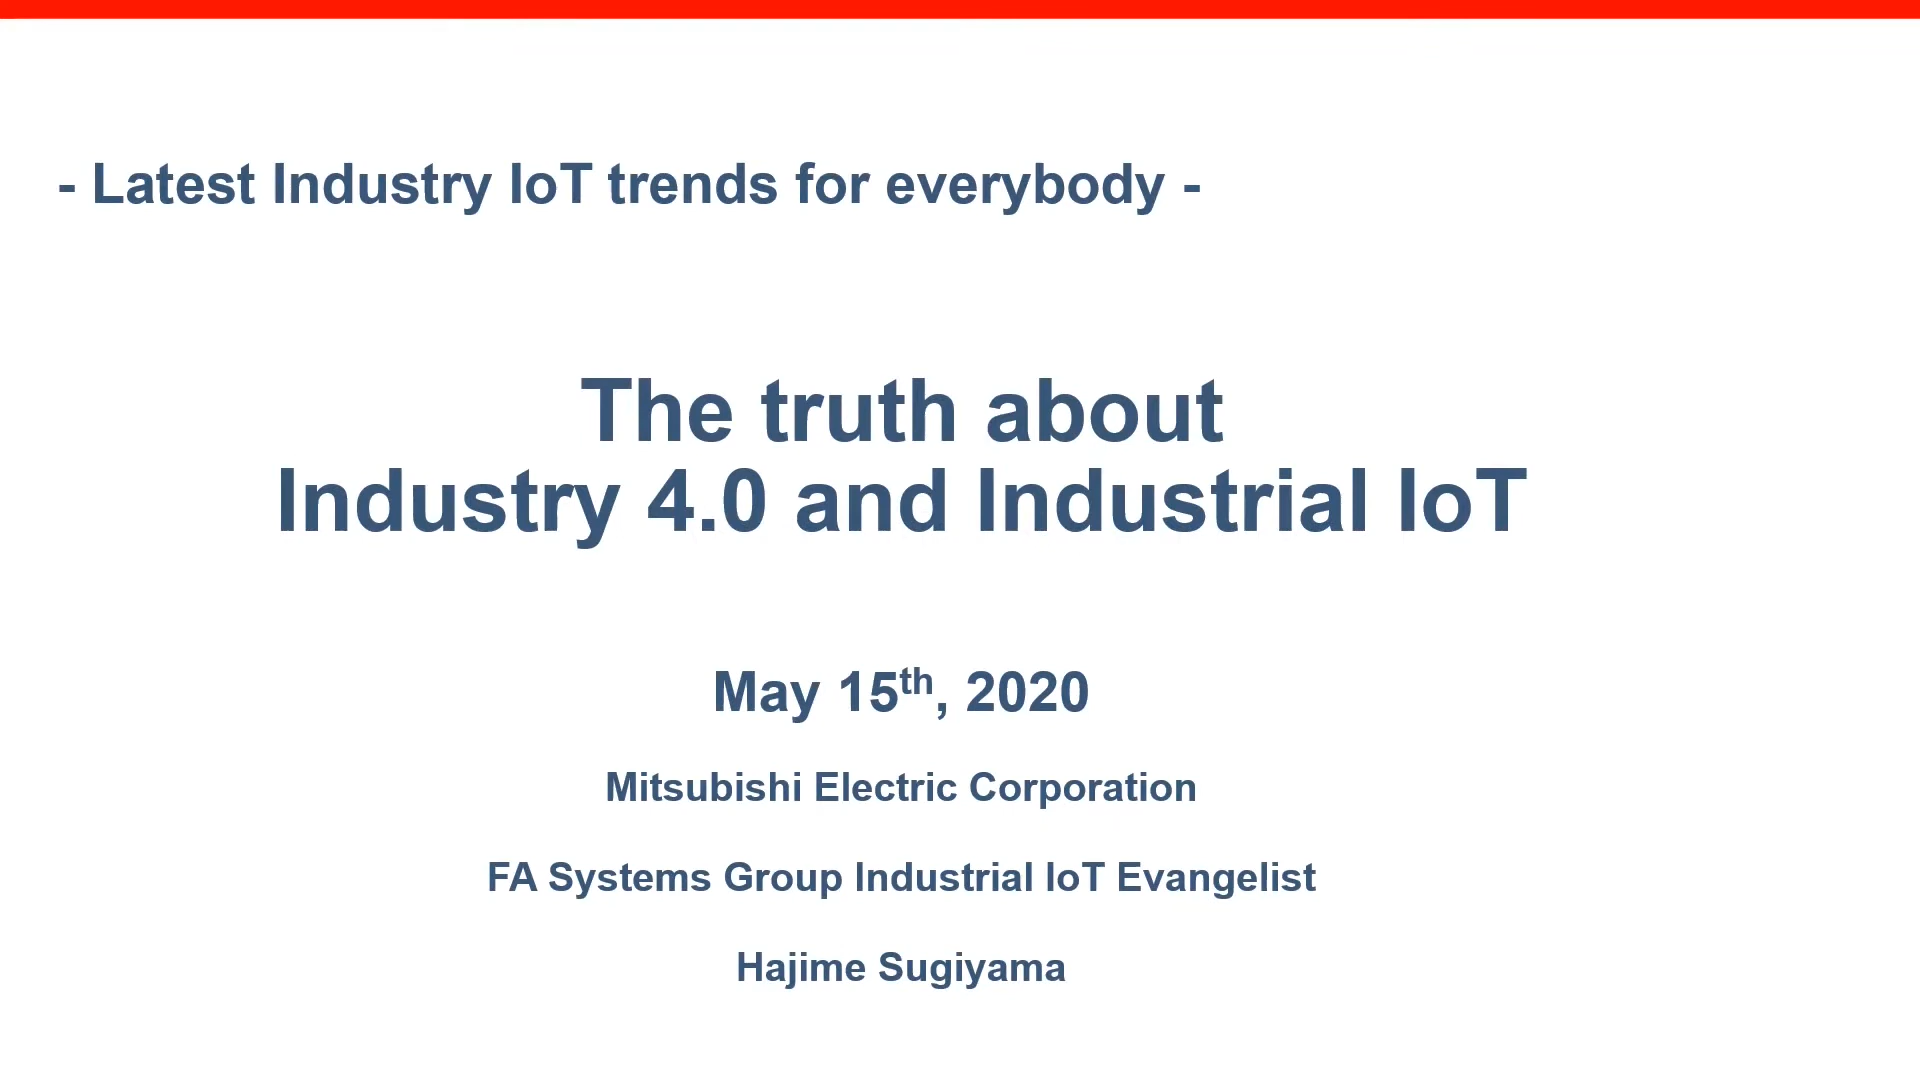 - Latest Industry IoT trends for everybody -
The truth about
Industry 4.0 and Industrial IoT
May 15th, 2020
Mitsubishi Electric Corporation
FA Systems Group Industrial IoT Evangelist
Hajime Sugiyama